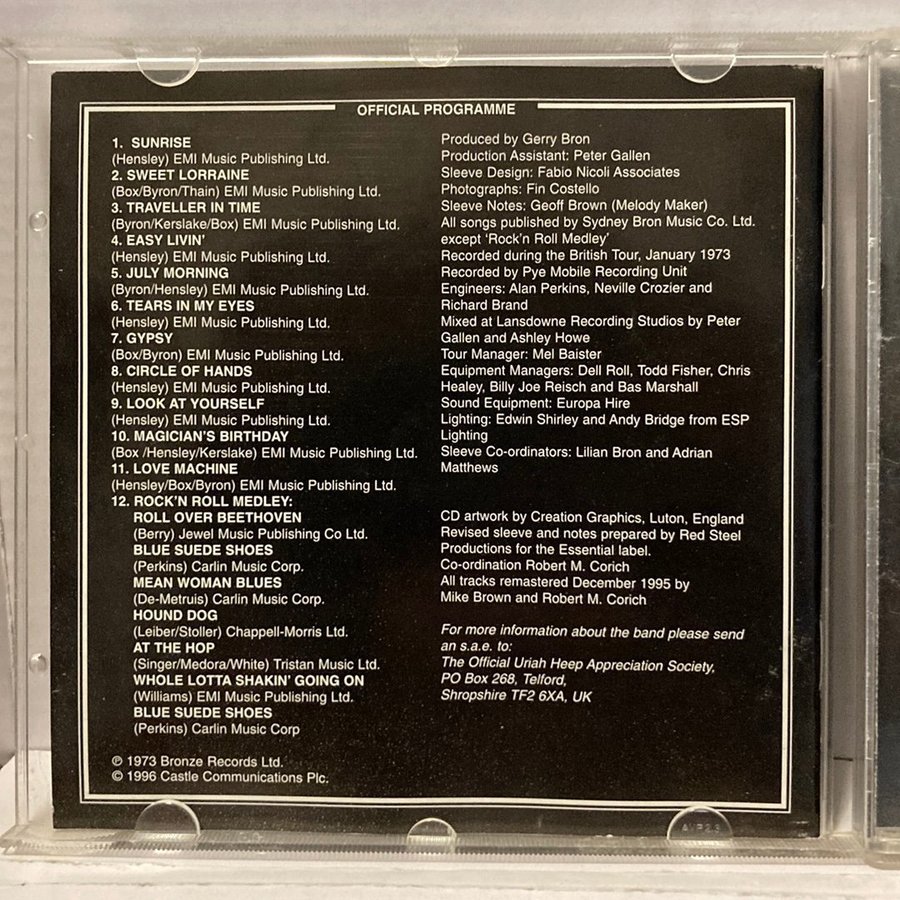 OFFICIAL PROGRAMME
1. SUNRISE
(Hensley) EMI Music Publishing Ltd.
2. SWEET LORRAINE
(Box/Byron/Thain) EMI Music Publishing Ltd.
3. TRAVELLER IN TIME
(Byron/Kerslake/Box) EMI Music Publishing Ltd.
4. EASY LIVIN'
(Hensley) EMI Music Publishing Ltd.
5. JULY MORNING
(Byron/Hensley) EMI Music Publishing Ltd.
6. TEARS IN MY EYES
(Hensley) EMI Music Publishing Ltd.
7. GYPSY
(Box/Byron) EMI Music Publishing Ltd.
8. CIRCLE OF HANDS
(Hensley) EMI Music Publishing Ltd.
9. LOOK AT YOURSELF
(Hensley) EMI Music Publishing Ltd.
10. MAGICIAN'S BIRTHDAY
(Box /Hensley/Kerslake) EMI Music Publishing Ltd.
11. LOVE MACHINE
(Hensley/Box/Byron) EMI Music Publishing Ltd.
12. ROCK'N ROLL MEDLEY:
ROLL OVER BEETHOVEN
(Berry) Jewel Music Publishing Co Ltd.
BLUE SUEDE SHOES
(Perkins) Carlin Music Corp.
MEAN WOMAN BLUES
(De-Metruis) Carlin Music Corp.
HOUND DOG
(Leiber/Stoller) Chappell-Morris Ltd.
AT THE HOP
(Singer/Medora/White) Tristan Music Ltd.
WHOLE LOTTA SHAKIN' GOING ON
(Williams) EMI Music Publishing Ltd.
BLUE SUEDE SHOES
(Perkins) Carlin Music Corp
℗ 1973 Bronze Records Ltd.
© 1996 Castle Communications Plc.
Produced by Gerry Bron
Production Assistant: Peter Gallen
Sleeve Design: Fabio Nicoli Associates
Photographs: Fin Costello
Sleeve Notes: Geoff Brown (Melody Maker)
All songs published by Sydney Bron Music Co. Ltd.
except 'Rock'n Roll Medley'
Recorded during the British Tour, January 1973
Recorded by Pye Mobile Recording Unit
Engineers: Alan Perkins, Neville Crozier and
Richard Brand
Mixed at Lansdowne Recording Studios by Peter
Gallen and Ashley Howe
Tour Manager: Mel Baister
Equipment Managers: Dell Roll, Todd Fisher, Chris
Healey, Billy Joe Reisch and Bas Marshall
Sound Equipment: Europa Hire
Lighting: Edwin Shirley and Andy Bridge from ESP
Lighting
Sleeve Co-ordinators: Lilian Bron and Adrian
Matthews
CD artwork by Creation Graphics, Luton, England
Revised sleeve and notes prepared by Red Steel
Productions for the Essential label.
Co-ordination Robert M. Corich
All tracks remastered December 1995 by
Mike Brown and Robert M. Corich
For more information about the band please send
an s.a.e. to:
The Official Uriah Heep Appreciation Society,
PO Box 268, Telford,
Shropshire TF2 6XA, UK